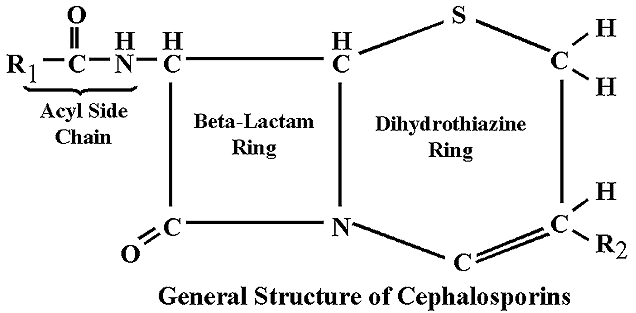 O
H H H S H
R1 C N C C C
H
Acyl Side
Chain
Beta-Lactam
Ring
Dihydrothiazine
Ring
H
C N C
O R2
C
General Structure of Cephalosporins